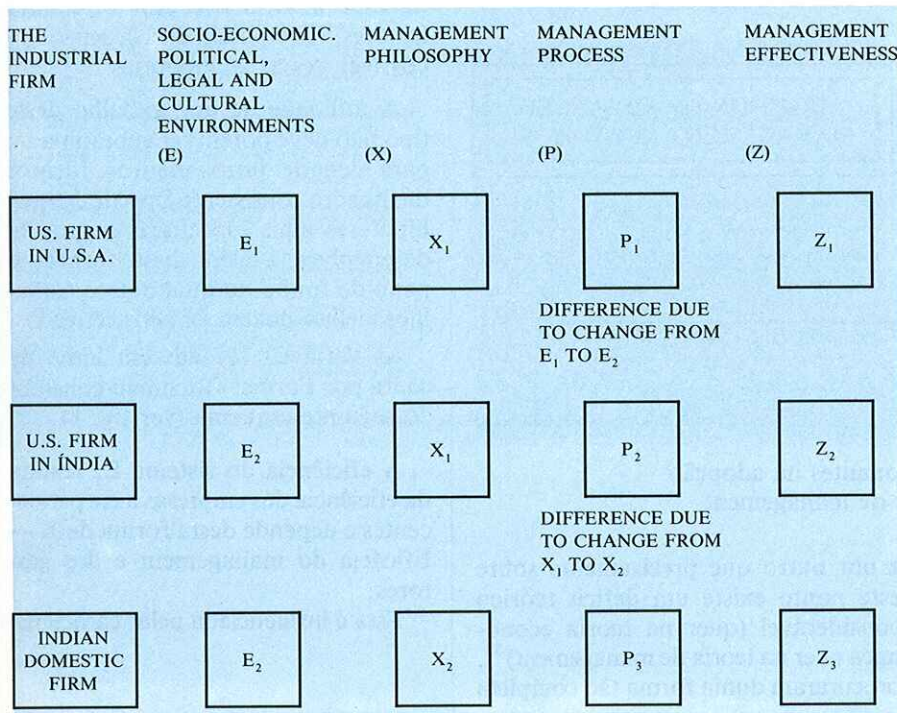 THE
INDUSTRIAL
FIRM
SOCIO-ECONOMIC.
POLITICAL,
LEGAL AND
CULTURAL
ENVIRONMENTS
(E)
MANAGEMENT
PHILOSOPHY
(X)
MANAGEMENT
PROCESS
(P)
MANAGEMENT
EFFECTIVENESS
(Z)
US. FIRM
IN U.S.A.
E₁
X₁
P₁
Z₁
DIFFERENCE DUE
TO CHANGE FROM
E₁ TO E₂
U.S. FIRM
IN ÍNDIA
E₂
X₁
P₂
Z₂
DIFFERENCE DUE
TO CHANGE FROM
X₁ TO X₂
INDIAN
DOMESTIC
FIRM
E₂
X₂
P₃
Z₃